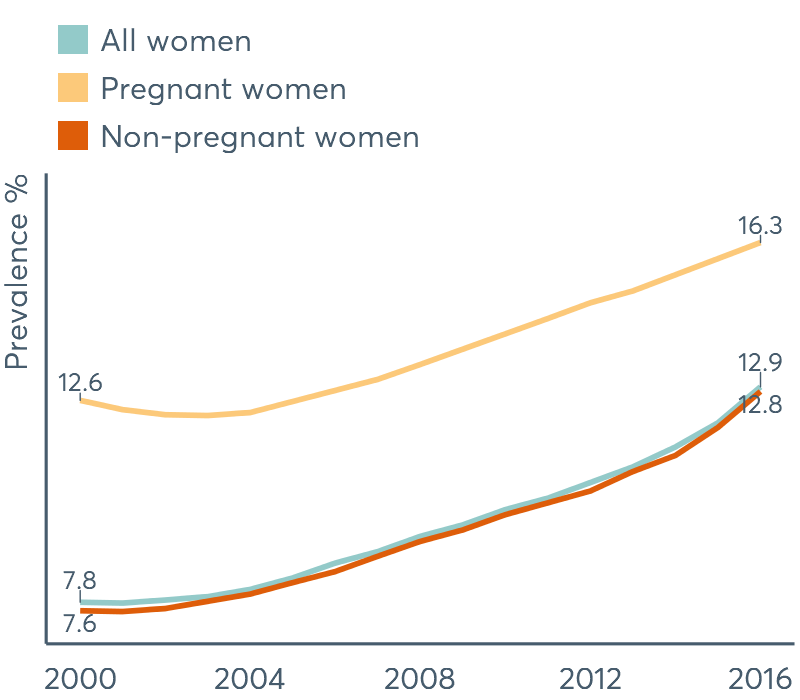 All women
Pregnant women
Non-pregnant women
Prevalence %
16.3
12.9
12.6
12.8
7.8
7.6
2000 2004 2008 2012 2016